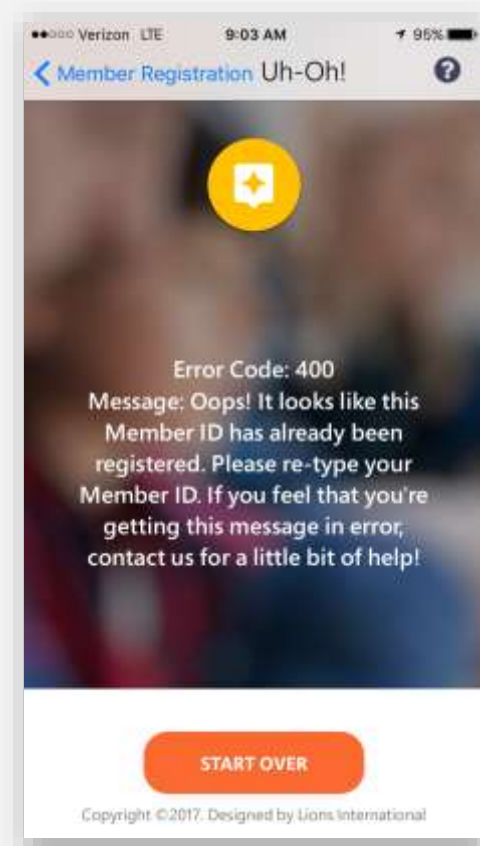 Verizon LTE 9:03 AM 95%
Member Registration Uh-Oh! ?
Error Code: 400
Message: Oops! It looks like this
Member ID has already been
registered. Please re-type your
Member ID. If you feel that you're
getting this message in error,
contact us for a little bit of help!
START OVER
Copyright ©2017. Designed by Lions International